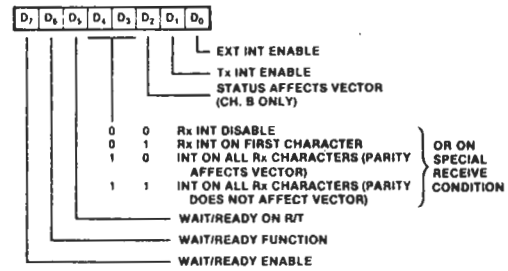 D7 D6 D5 D4 D3 D2 D1 D0
EXT INT ENABLE
Tx INT ENABLE
STATUS AFFECTS VECTOR
(CH. B ONLY)
0 0 Rx INT DISABLE
0 1 Rx INT ON FIRST CHARACTER
1 0 INT ON ALL Rx CHARACTERS (PARITY
AFFECTS VECTOR)
1 1 INT ON ALL Rx CHARACTERS (PARITY
DOES NOT AFFECT VECTOR)
OR ON
SPECIAL
RECEIVE
CONDITION
WAIT/READY ON R/T
WAIT/READY FUNCTION
WAIT/READY ENABLE